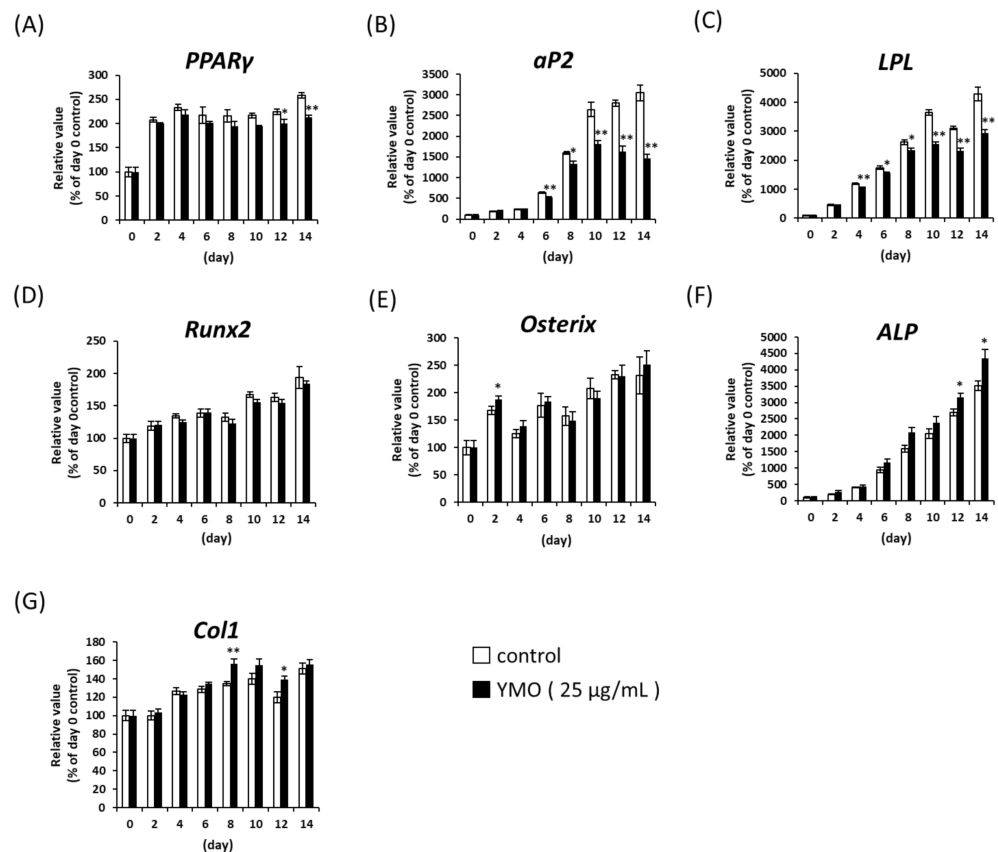 (A)
PPARγ
Relative value
(% of day 0 control)
300
250
200
150
100
50
0
*
**
0 2 4 6 8 10 12 14
(day)
(B)
aP2
Relative value
(% of day 0 control)
3500
3000
2500
2000
1500
1000
500
0
** * ** ** **
0 2 4 6 8 10 12 14
(day)
(C)
LPL
Relative value
(% of day 0 control)
5000
4000
3000
2000
1000
0
** * * ** ** **
0 2 4 6 8 10 12 14
(day)
(D)
Runx2
Relative value
(% of day 0control)
250
200
150
100
50
0
0 2 4 6 8 10 12 14
(day)
(E)
Osterix
Relative value
(% of day 0 control)
300
250
200
150
100
50
0
*
0 2 4 6 8 10 12 14
(day)
(F)
ALP
Relative value
(% of day 0 control)
5000
4500
4000
3500
3000
2500
2000
1500
1000
500
0
* *
0 2 4 6 8 10 12 14
(day)
(G)
Col1
Relative value
(% of day 0 control)
180
160
140
120
100
80
60
40
20
0
** *
0 2 4 6 8 10 12 14
(day)
control
YMO ( 25 μg/mL )